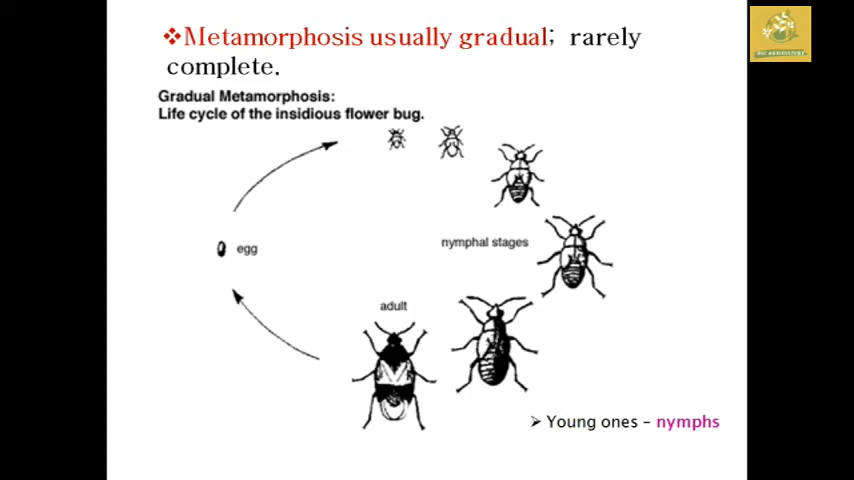 ❖Metamorphosis usually gradual; rarely
complete.
Gradual Metamorphosis:
Life cycle of the insidious flower bug.
egg
nymphal stages
adult
➢ Young ones – nymphs